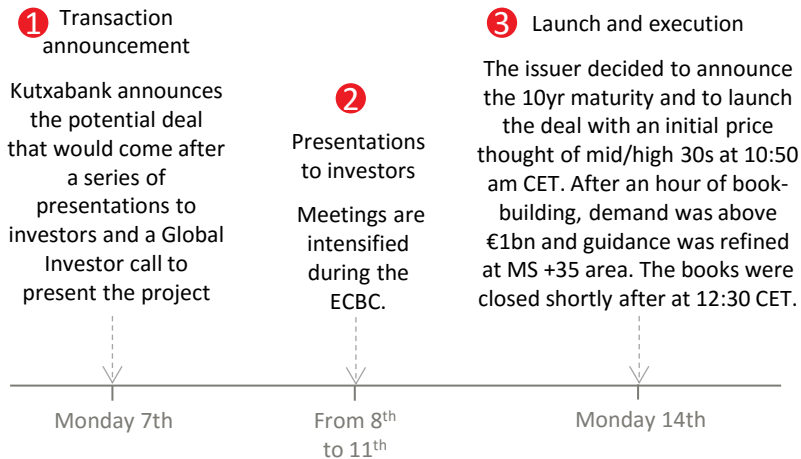 1 Transaction
announcement
Kutxabank announces
the potential deal
that would come after
a series of
presentations to
investors and a Global
Investor call to
present the project
2
Presentations
to investors
Meetings are
intensified
during the
ECBC.
3 Launch and execution
The issuer decided to announce
the 10yr maturity and to launch
the deal with an initial price
thought of mid/high 30s at 10:50
am CET. After an hour of book-
building, demand was above
€1bn and guidance was refined
at MS +35 area. The books were
closed shortly after at 12:30 CET.
Monday 7th
From 8th
to 11th
Monday 14th